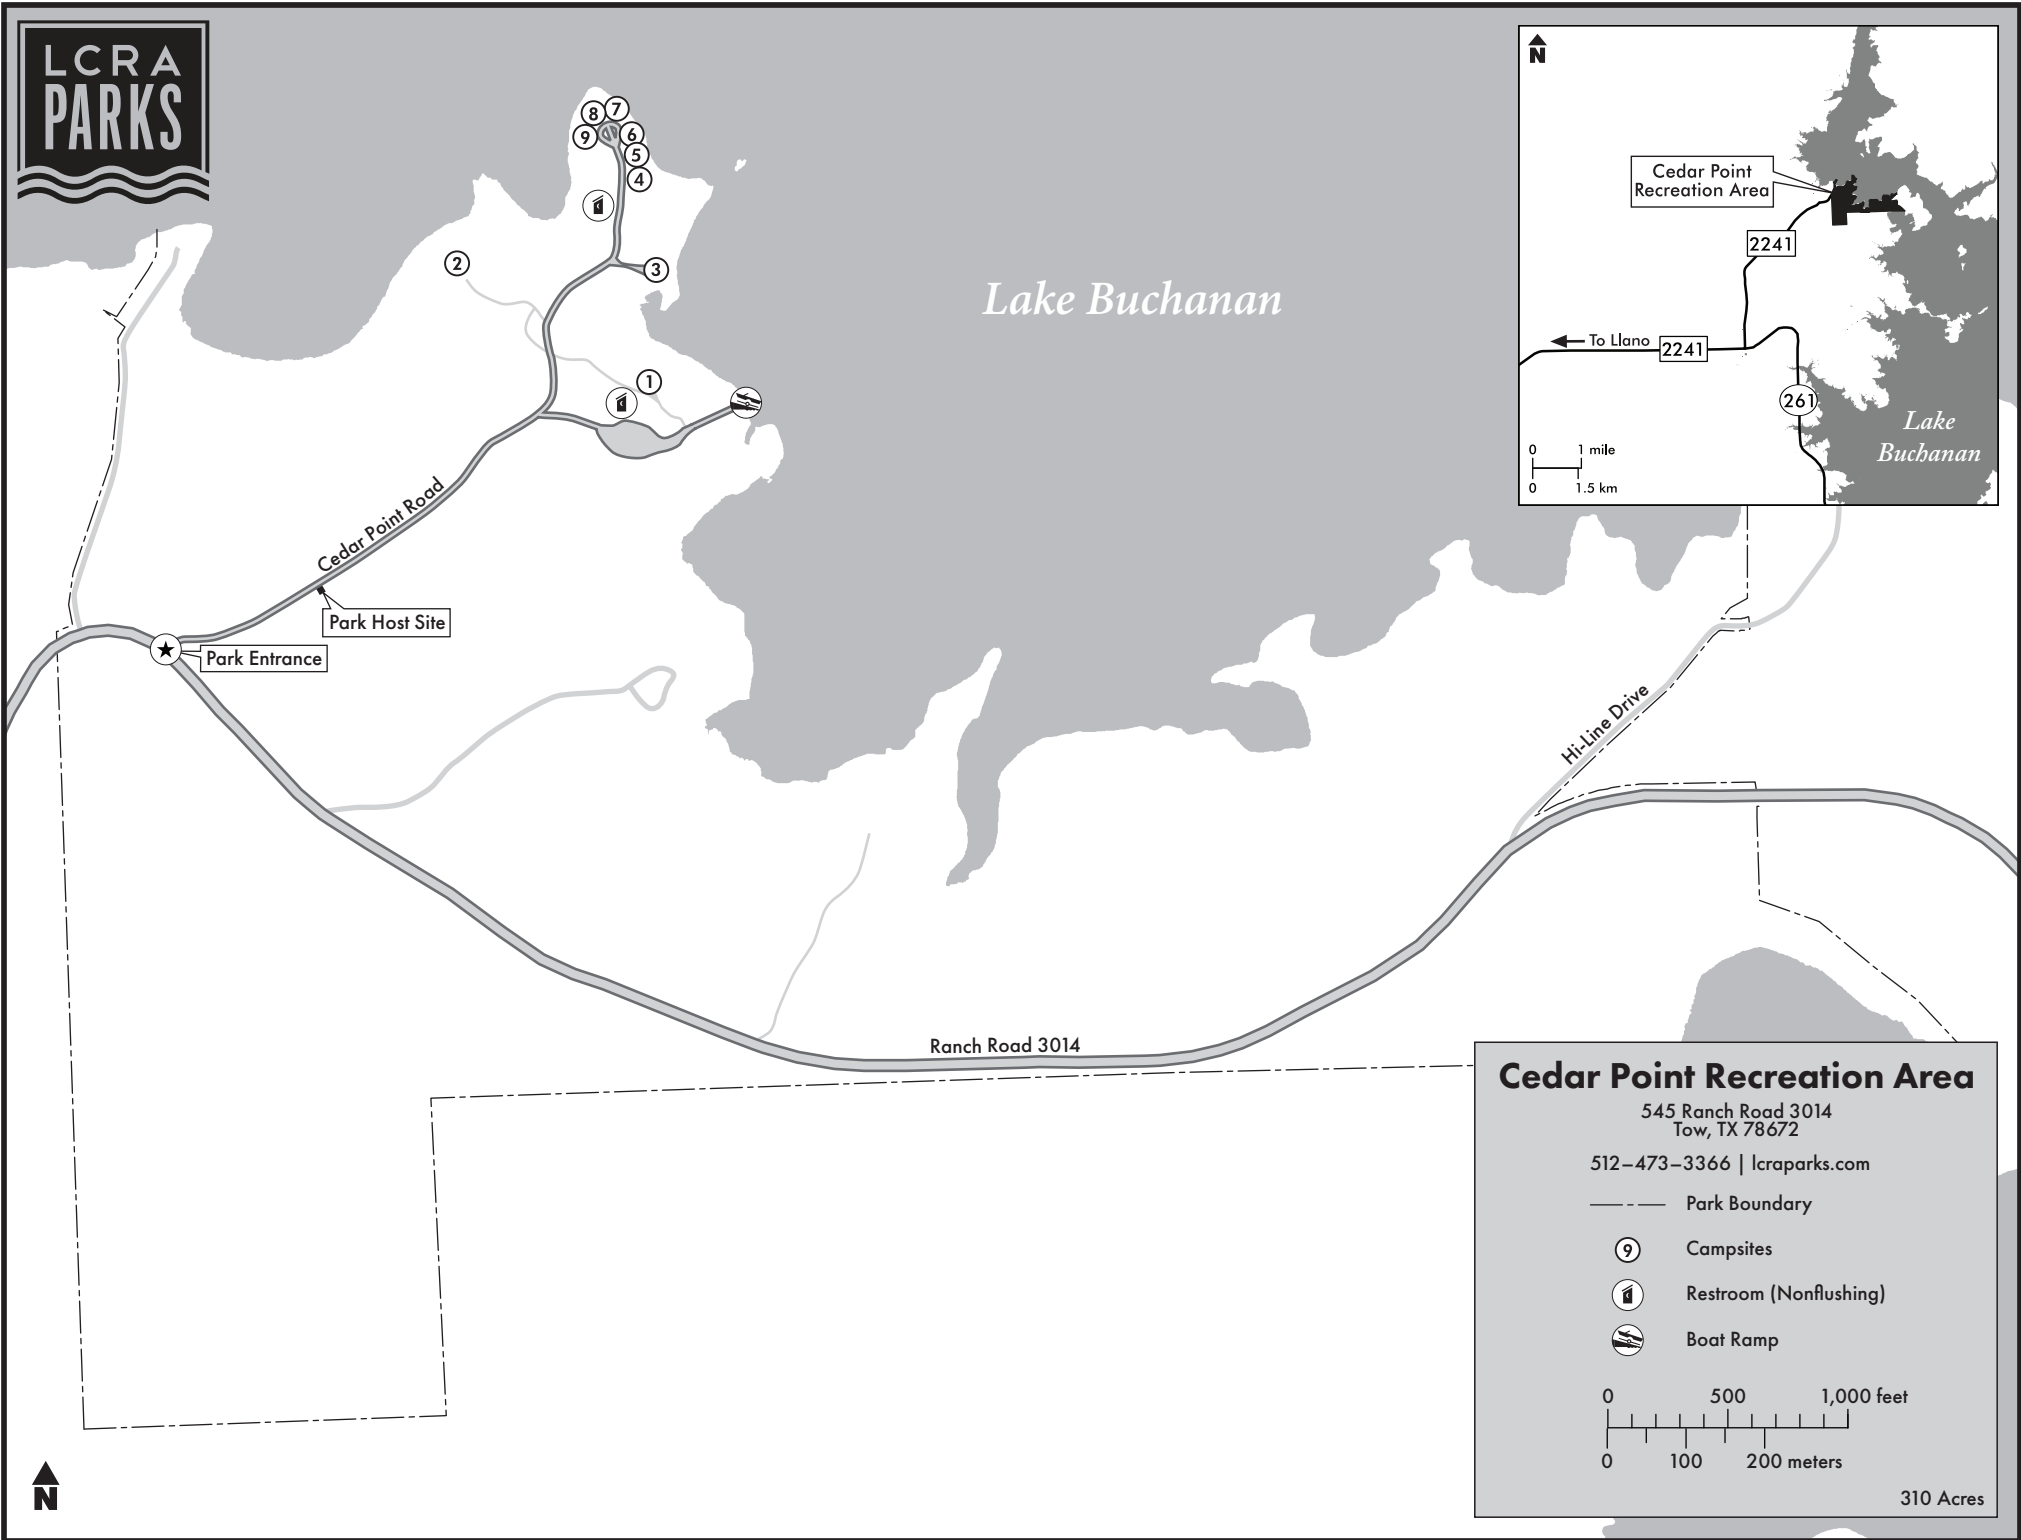 LCRA
PARKS
N
Cedar Point
Recreation Area
2241
To Llano
2241
261
Lake
Buchanan
0 1 mile
0 1.5 km
8
7
9
6
5
4
2
3
1
Lake Buchanan
Cedar Point Road
Park Host Site
Park Entrance
Hi-Line Drive
Ranch Road 3014
Cedar Point Recreation Area
545 Ranch Road 3014
Tow, TX 78672
512–473–3366 | lcraparks.com
Park Boundary
9 Campsites
Restroom (Nonflushing)
Boat Ramp
0 500 1,000 feet
0 100 200 meters
310 Acres
N